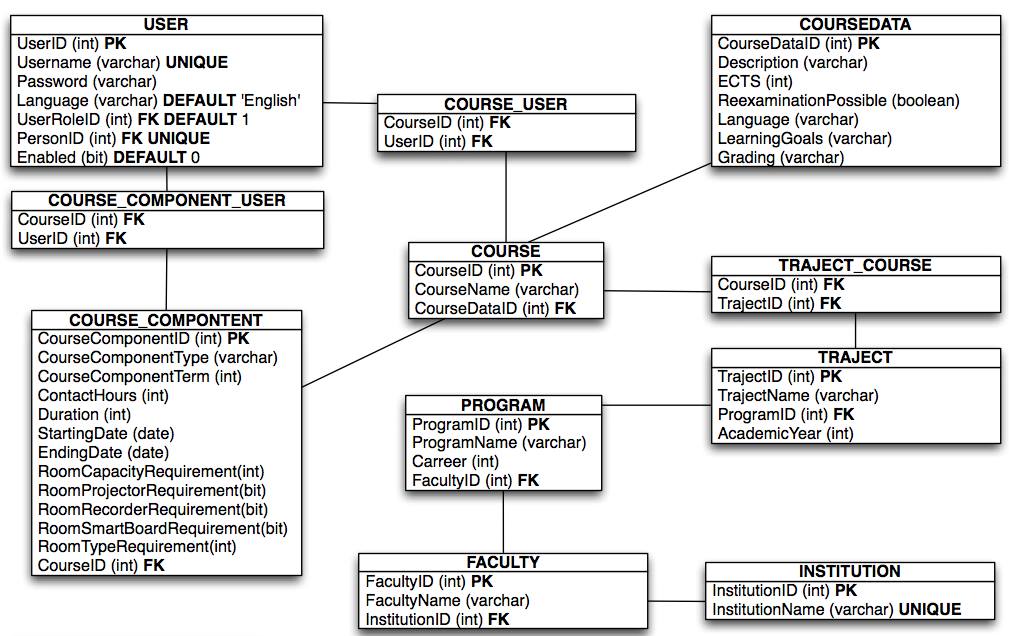 USER
UserID (int) PK
Username (varchar) UNIQUE
Password (varchar)
Language (varchar) DEFAULT 'English'
UserRoleID (int) FK DEFAULT 1
PersonID (int) FK UNIQUE
Enabled (bit) DEFAULT 0
COURSE_USER
CourseID (int) FK
UserID (int) FK
COURSEDATA
CourseDataID (int) PK
Description (varchar)
ECTS (int)
ReexaminationPossible (boolean)
Language (varchar)
LearningGoals (varchar)
Grading (varchar)
COURSE_COMPONENT_USER
CourseID (int) FK
UserID (int) FK
COURSE
CourseID (int) PK
CourseName (varchar)
CourseDataID (int) FK
TRAJECT_COURSE
CourseID (int) FK
TrajectID (int) FK
COURSE_COMPONTENT
CourseComponentID (int) PK
CourseComponentType (varchar)
CourseComponentTerm (int)
ContactHours (int)
Duration (int)
StartingDate (date)
EndingDate (date)
RoomCapacityRequirement(int)
RoomProjectorRequirement(bit)
RoomRecorderRequirement(bit)
RoomSmartBoardRequirement(bit)
RoomTypeRequirement(int)
CourseID (int) FK
TRAJECT
TrajectID (int) PK
TrajectName (varchar)
ProgramID (int) FK
AcademicYear (int)
PROGRAM
ProgramID (int) PK
ProgramName (varchar)
Carreer (int)
FacultyID (int) FK
FACULTY
FacultyID (int) PK
FacultyName (varchar)
InstitutionID (int) FK
INSTITUTION
InstitutionID (int) PK
InstitutionName (varchar) UNIQUE